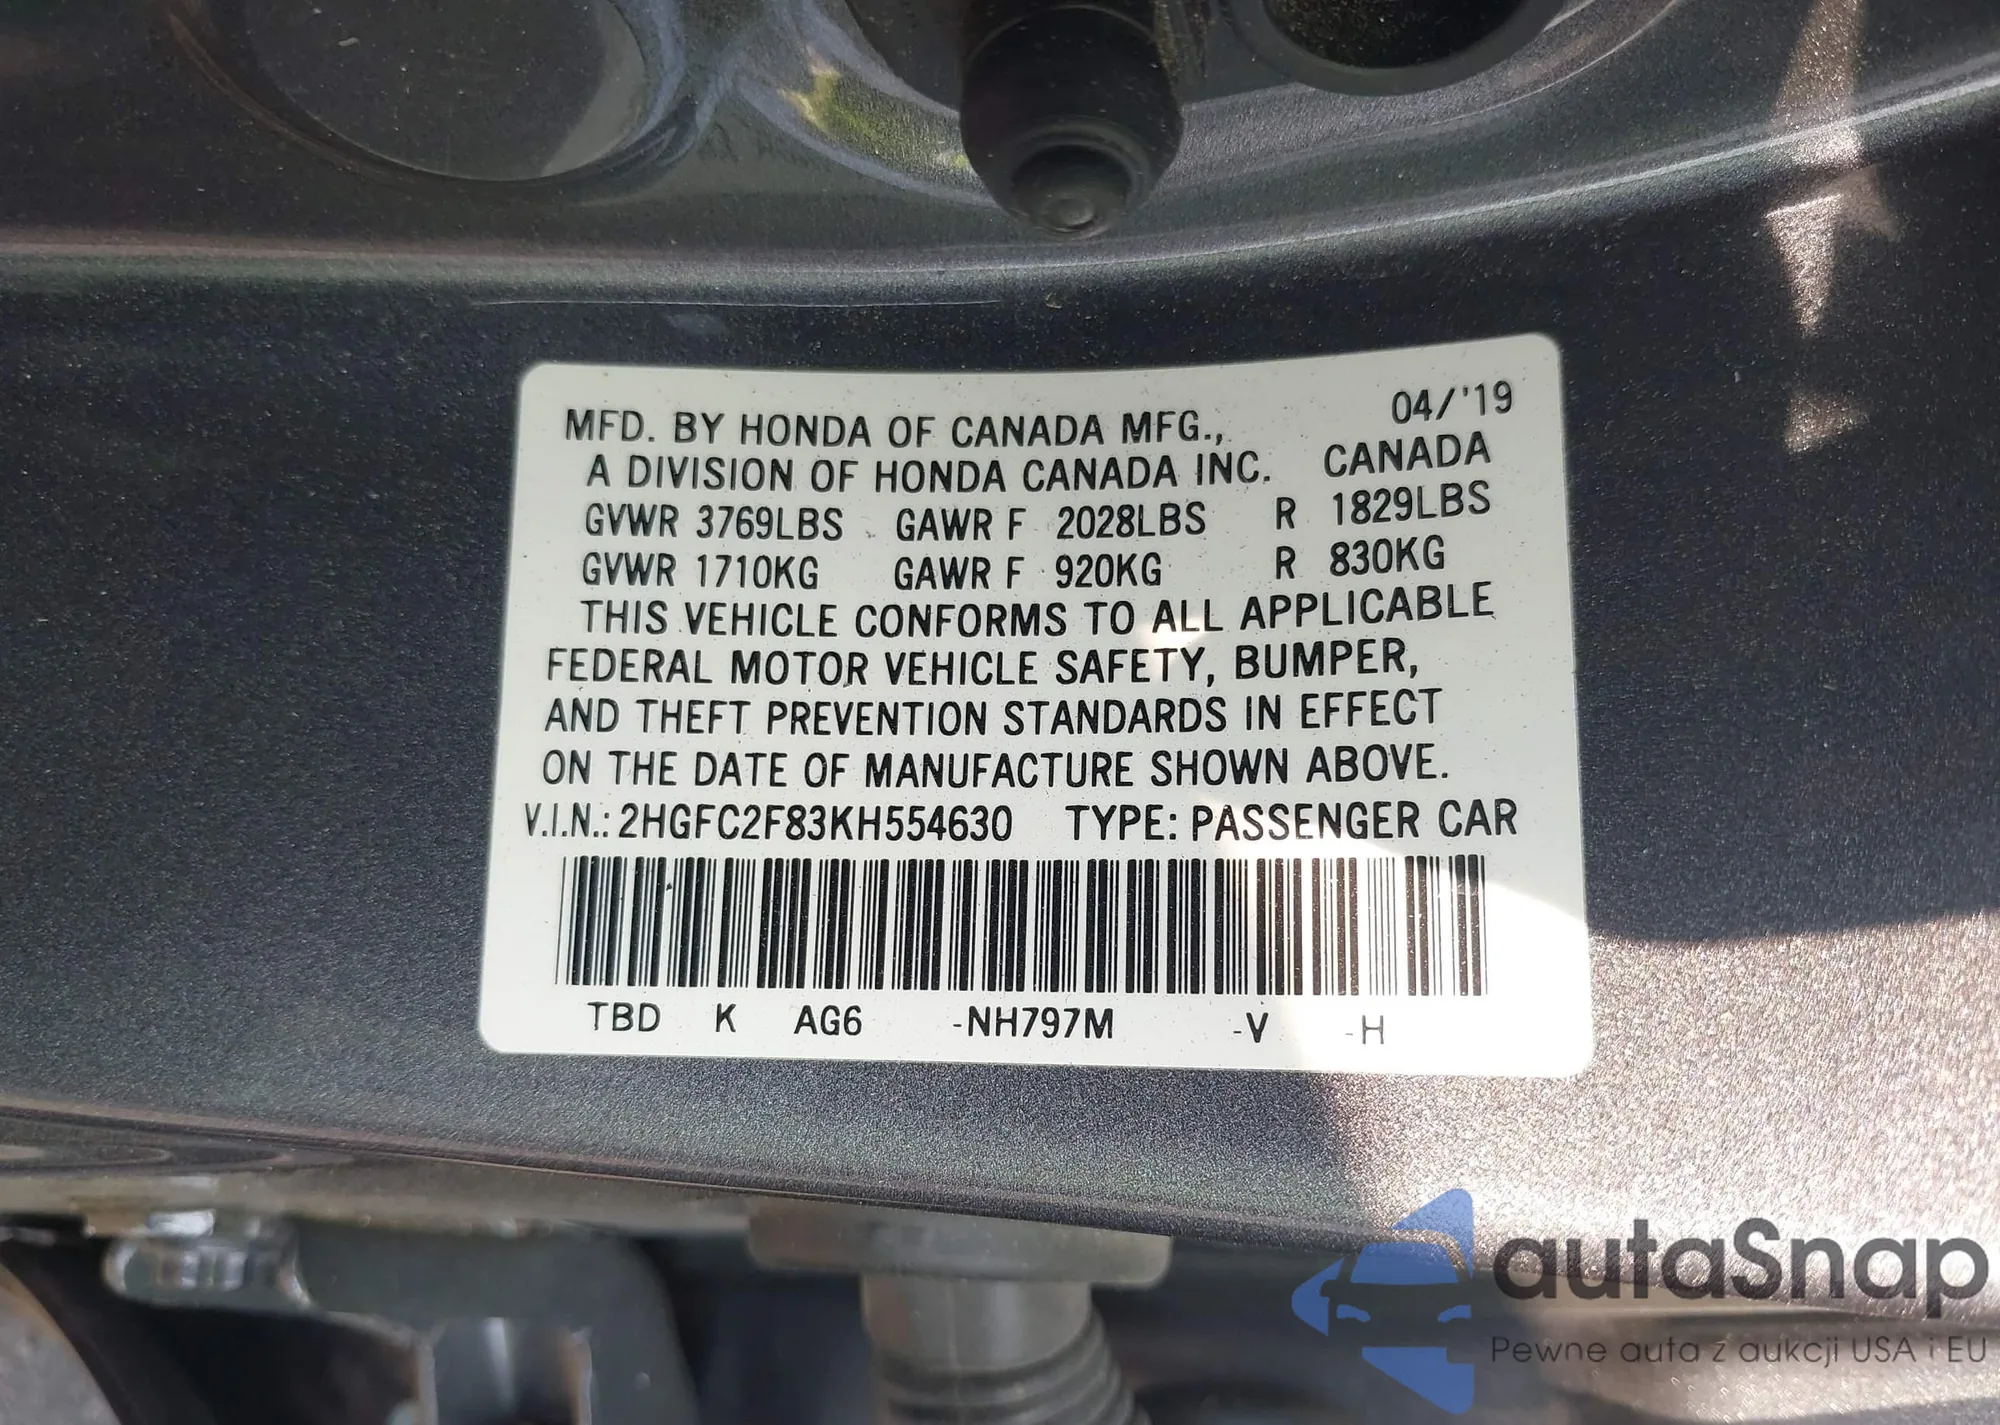 04/'19
MFD. BY HONDA OF CANADA MFG.,
A DIVISION OF HONDA CANADA INC. CANADA
GVWR 3769LBS GAWR F 2028LBS R 1829LBS
GVWR 1710KG GAWR F 920KG R 830KG
THIS VEHICLE CONFORMS TO ALL APPLICABLE
FEDERAL MOTOR VEHICLE SAFETY, BUMPER,
AND THEFT PREVENTION STANDARDS IN EFFECT
ON THE DATE OF MANUFACTURE SHOWN ABOVE.
V.I.N.: 2HGFC2F83KH554630 TYPE: PASSENGER CAR
TBD K AG6 -NH797M -V -H
autaSnap
Pewne auta z aukcji USA i EU